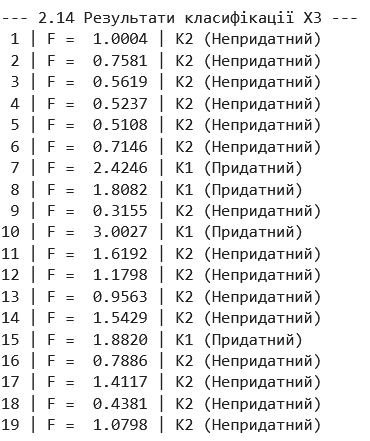 --- 2.14 Результати класифікації X3 ---
1 | F = 1.0004 | K2 (Непридатний)
2 | F = 0.7581 | K2 (Непридатний)
3 | F = 0.5619 | K2 (Непридатний)
4 | F = 0.5237 | K2 (Непридатний)
5 | F = 0.5108 | K2 (Непридатний)
6 | F = 0.7146 | K2 (Непридатний)
7 | F = 2.4246 | K1 (Придатний)
8 | F = 1.8082 | K1 (Придатний)
9 | F = 0.3155 | K2 (Непридатний)
10 | F = 3.0027 | K1 (Придатний)
11 | F = 1.6192 | K2 (Непридатний)
12 | F = 1.1798 | K2 (Непридатний)
13 | F = 0.9563 | K2 (Непридатний)
14 | F = 1.5429 | K2 (Непридатний)
15 | F = 1.8820 | K1 (Придатний)
16 | F = 0.7886 | K2 (Непридатний)
17 | F = 1.4117 | K2 (Непридатний)
18 | F = 0.4381 | K2 (Непридатний)
19 | F = 1.0798 | K2 (Непридатний)